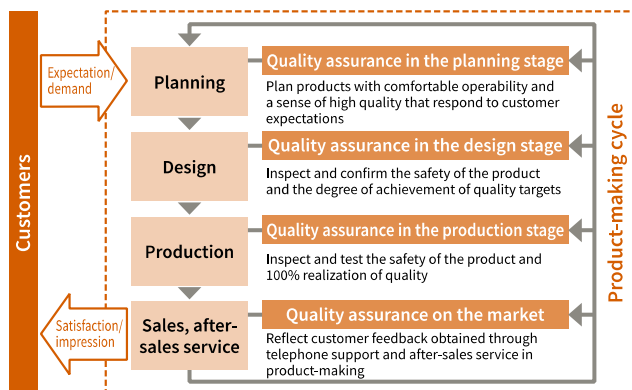 Customers
Expectation/
demand
Planning
Quality assurance in the planning stage
Plan products with comfortable operability and
a sense of high quality that respond to customer
expectations
Design
Quality assurance in the design stage
Inspect and confirm the safety of the product
and the degree of achievement of quality targets
Production
Quality assurance in the production stage
Inspect and test the safety of the product and
100% realization of quality
Satisfaction/
impression
Sales, after-
sales service
Quality assurance on the market
Reflect customer feedback obtained through
telephone support and after-sales service in
product-making
Product-making cycle